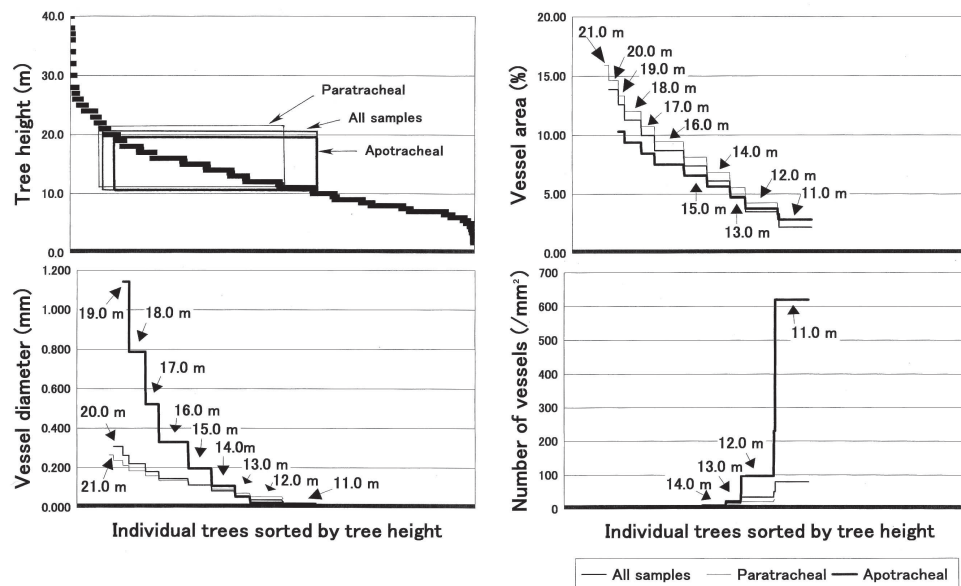 Tree height (m)
40.0
30.0
20.0
10.0
0.0
Paratracheal
All samples
Apotracheal
Vessel area (%)
20.00
15.00
10.00
5.00
0.00
21.0 m
20.0 m
19.0 m
18.0 m
17.0 m
16.0 m
14.0 m
12.0 m
11.0 m
15.0 m
13.0 m
Vessel diameter (mm)
1.200
1.000
0.800
0.600
0.400
0.200
0.000
19.0 m
18.0 m
17.0 m
20.0 m
16.0 m
15.0 m
14.0m
13.0 m
12.0 m
11.0 m
21.0 m
Individual trees sorted by tree height
Number of vessels (/mm²)
700
600
500
400
300
200
100
0
11.0 m
12.0 m
13.0 m
14.0 m
Individual trees sorted by tree height
All samples Paratracheal Apotracheal